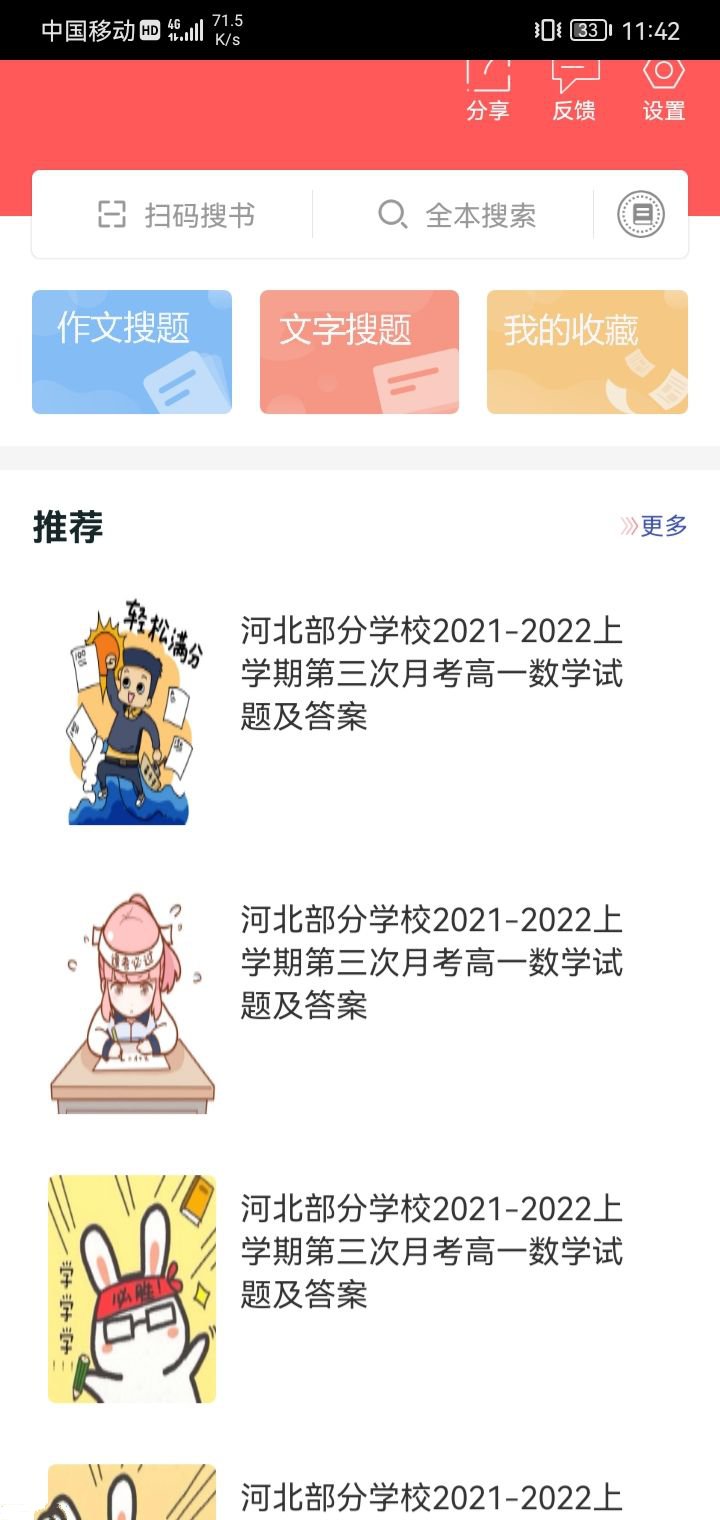 中国移动 HD 4G 71.5 K/s 33 11:42
分享 反馈 设置
扫码搜书 全本搜索
作文搜题 文字搜题 我的收藏
推荐 更多
轻松满分
河北部分学校2021-2022上
学期第三次月考高一数学试
题及答案
河北部分学校2021-2022上
学期第三次月考高一数学试
题及答案
学
学
学
必胜!
河北部分学校2021-2022上
学期第三次月考高一数学试
题及答案
河北部分学校2021-2022上